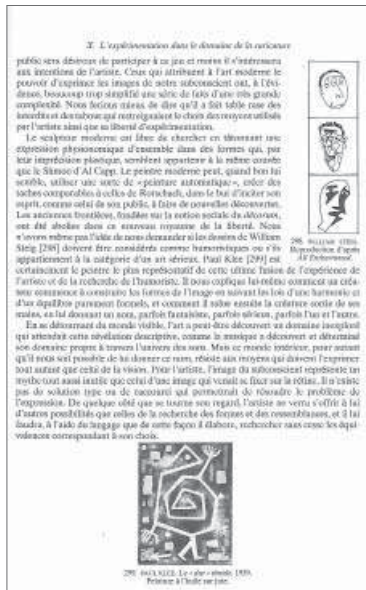 X. L'expérimentation dans le domaine de la caricature
public sera désireux de participer à ce jeu et moins il s'intéressera
aux intentions de l'artiste. Ceux qui attribuent à l'art moderne le
pouvoir d'exprimer les images de notre subconscient ont, à l'évi-
dence, beaucoup trop simplifié une série de faits d'une très grande
complexité. Nous ferions mieux de dire qu'il a fait table rase des
interdits et des tabous qui restreignaient le choix des moyens utilisés
par l'artiste ainsi que sa liberté d'expérimentation.
Le sculpteur moderne est libre de chercher en tâtonnant une
expression physionomique d'ensemble dans des formes qui, par
leur imprécision plastique, semblent appartenir à la même couvée
que le Shmoo d'Al Capp. Le peintre moderne peut, quand bon lui
semble, utiliser une sorte de «peinture automatique», créer des
taches comparables à celles de Rorschach, dans le but d'inciter son
esprit, comme celui de son public, à faire de nouvelles découvertes.
Les anciennes frontières, fondées sur la notion sociale du décorum,
ont été abolies dans ce nouveau royaume de la liberté. Nous
n'avons même pas l'idée de nous demander si les dessins de William
Steig [298] doivent être considérés comme humoristiques ou s'ils
appartiennent à la catégorie d'un art sérieux. Paul Klee [299] est
certainement le peintre le plus représentatif de cette ultime fusion de l'expérience de
l'artiste et de la recherche de l'humoriste. Il nous explique lui-même comment un créa-
teur commence à construire les formes de l'image en suivant les lois d'une harmonie et
d'un équilibre purement formels, et comment il salue ensuite la créature sortie de ses
mains, en lui donnant un nom, parfois fantaisiste, parfois sérieux, parfois l'un et l'autre.
En se détournant du monde visible, l'art a peut-être découvert un domaine inexploré
qui attendait cette révélation descriptive, comme la musique a découvert et déterminé
son domaine propre à travers l'univers des sons. Mais ce monde intérieur, pour autant
qu'il nous soit possible de lui donner ce nom, résiste aux moyens qui doivent l'exprimer
tout autant que celui de la vision. Pour l'artiste, l'image du subconscient représente un
mythe tout aussi inutile que celui d'une image qui venait se fixer sur la rétine. Il n'existe
pas de solution type ou de raccourci qui permettrait de résoudre le problème de
l'expression. De quelque côté que se tourne son regard, l'artiste ne verra s'offrir à lui
d'autres possibilités que celles de la recherche des formes et des ressemblances, et il lui
faudra, à l'aide du langage que de cette façon il élabore, rechercher sans cesse les équi-
valences correspondant à son choix.
298. WILLIAM STEIG.
Reproduction d'après
All Embarrassed.
299. PAUL KLEE. Le
1939.
Peinture à l'huile sur jute.